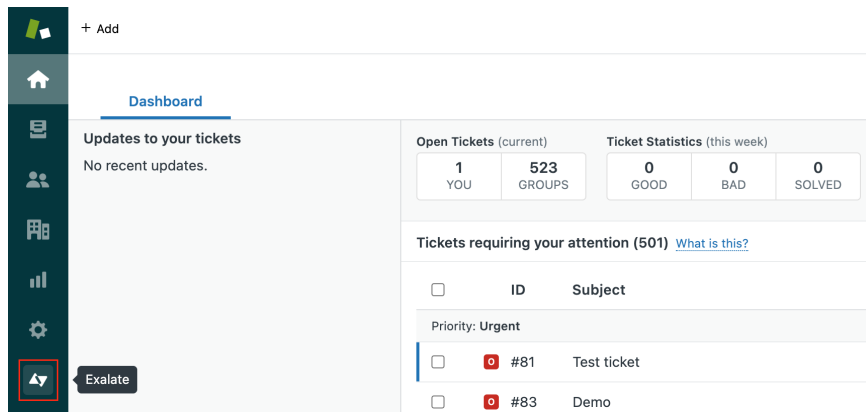 + Add
Dashboard
Updates to your tickets
No recent updates.
Open Tickets (current)
1
YOU
523
GROUPS
Ticket Statistics (this week)
0
GOOD
0
BAD
0
SOLVED
Tickets requiring your attention (501) What is this?
ID Subject
Priority: Urgent
O #81 Test ticket
O #83 Demo
Exalate